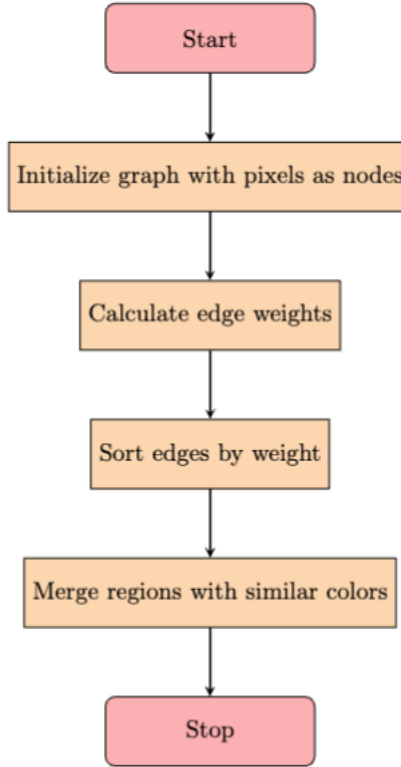 Start
Initialize graph with pixels as nodes
Calculate edge weights
Sort edges by weight
Merge regions with similar colors
Stop